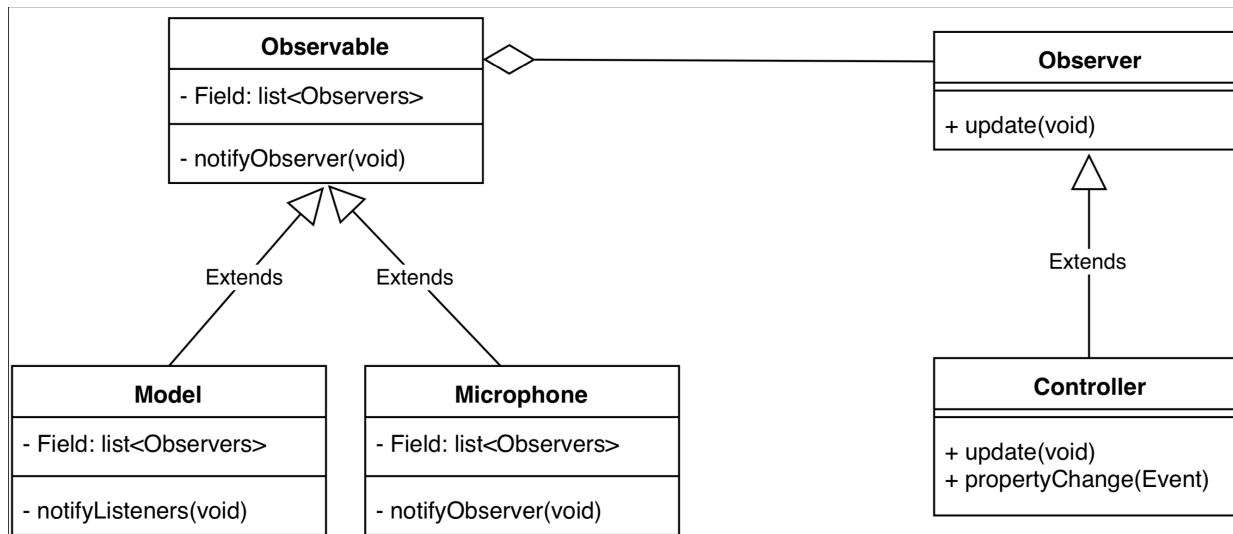 Observable
- Field: list<Observers>
- notifyObserver(void)
Observer
+ update(void)
Extends
Extends
Extends
Model
- Field: list<Observers>
- notifyListeners(void)
Microphone
- Field: list<Observers>
- notifyObserver(void)
Controller
+ update(void)
+ propertyChange(Event)